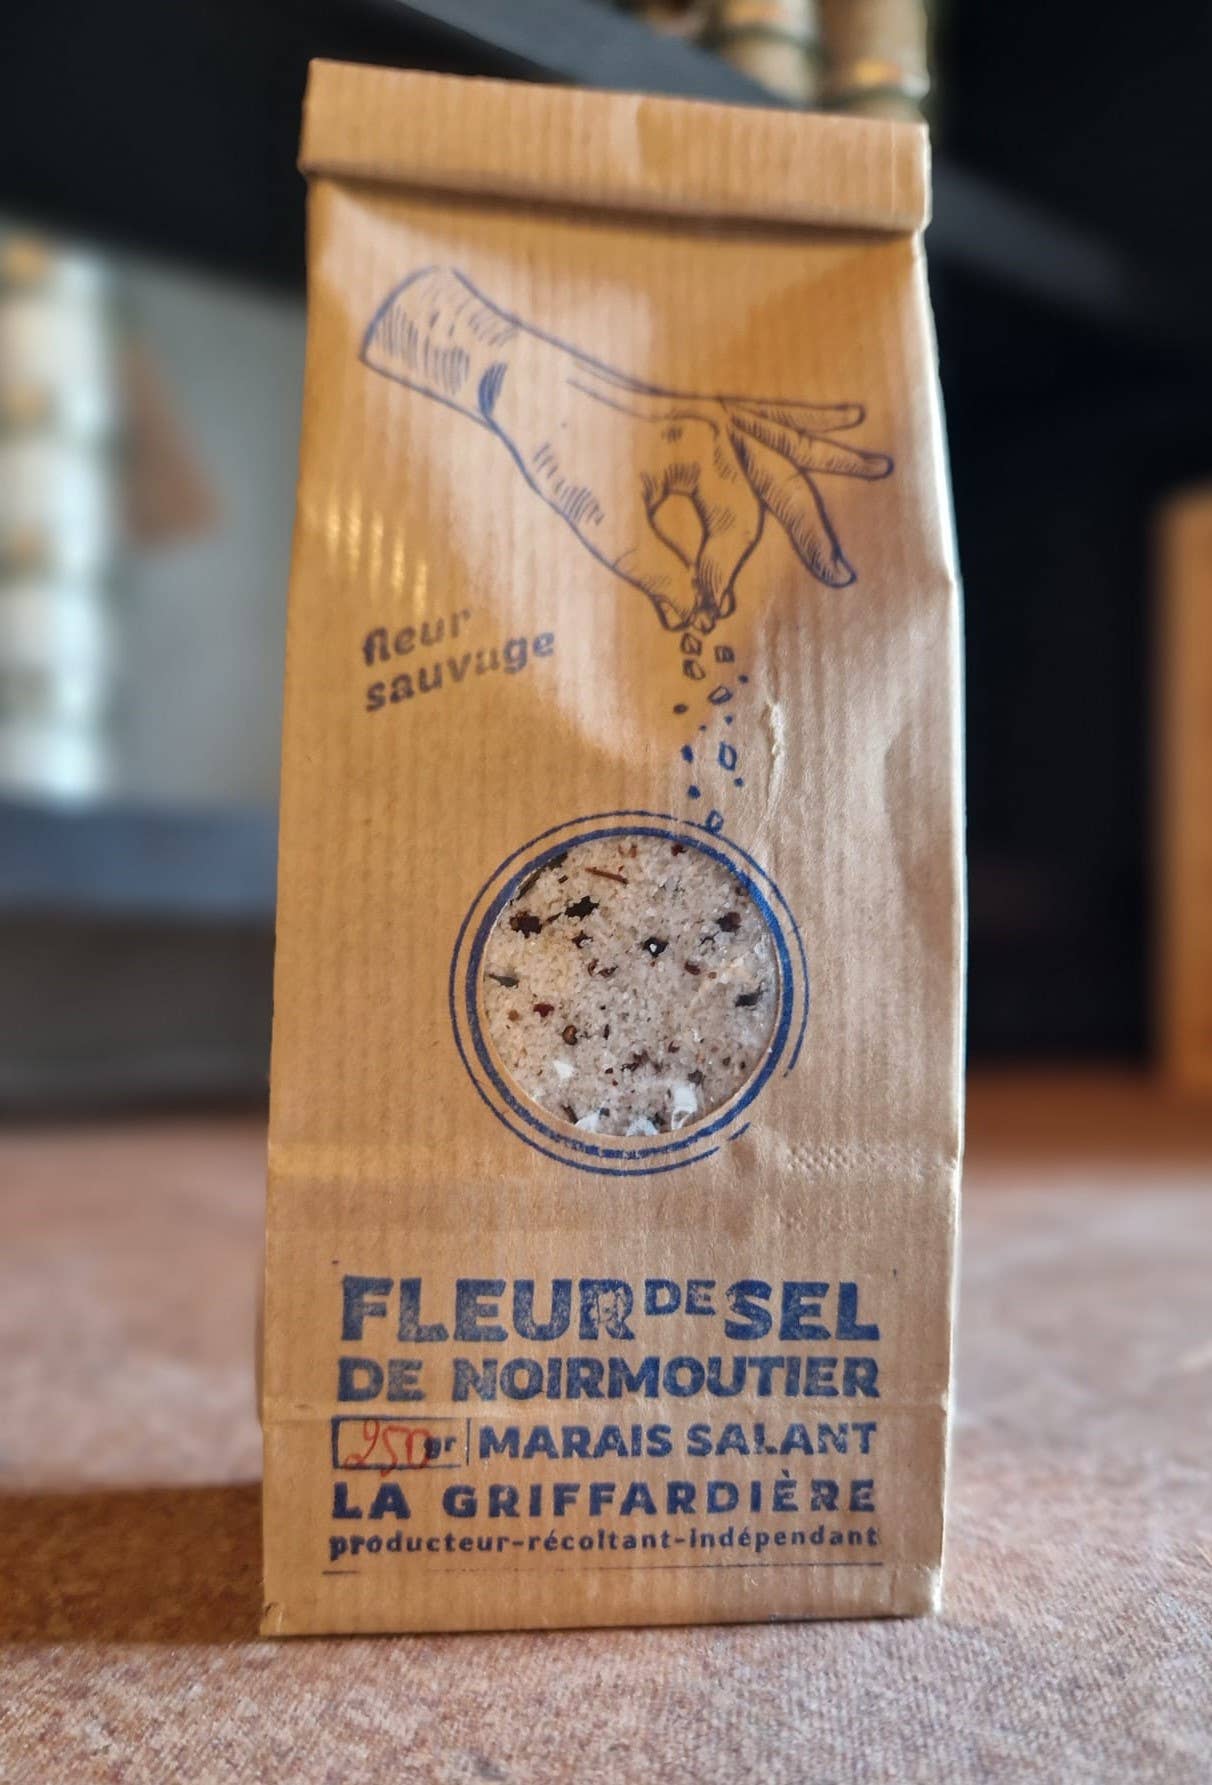 fleur
sauvage
FLEUR DE SEL
DE NOIRMOUTIER
250 gr MARAIS SALANT
LA GRIFFARDIÈRE
producteur-récoltant-indépendant